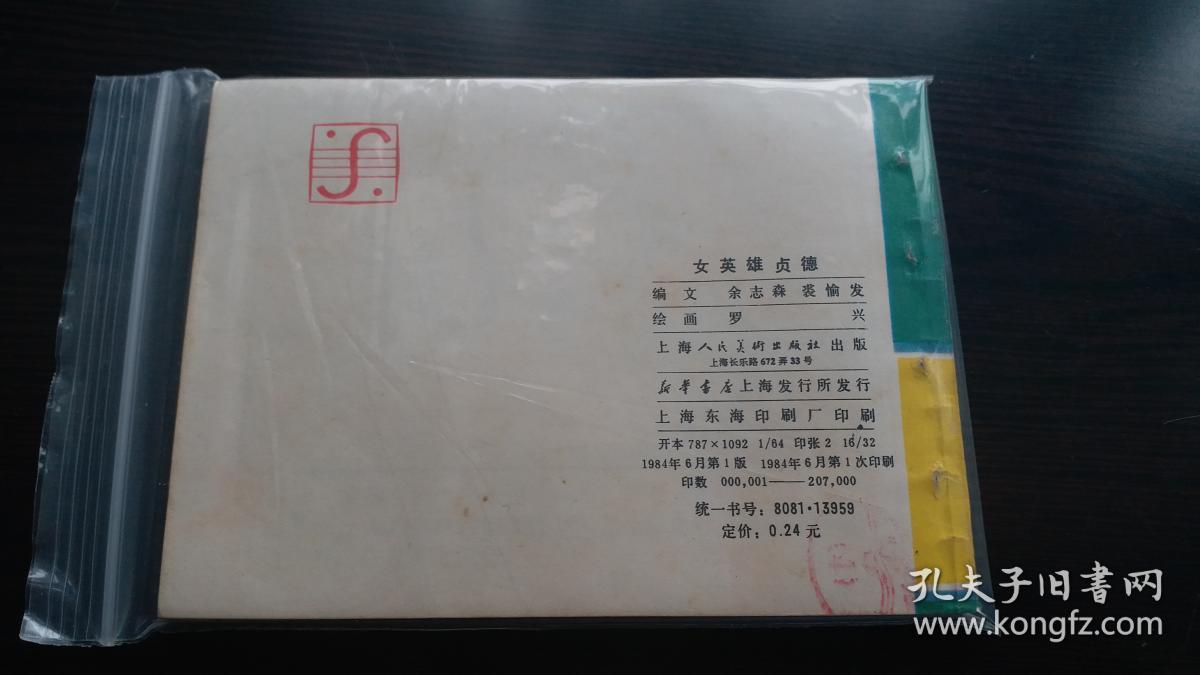 女英雄贞德
编文 余志森 裘愉发
绘画 罗兴
上海人民美術出版社出版
上海长乐路672弄33号
新华书店上海发行所发行
上海东海印刷厂印刷
开本787×1092 1/64 印张2 16/32
1984年6月第1版 1984年6月第1次印刷
印数 000,001——207,000
统一书号：8081·13959
定价：0.24元
孔夫子旧书网
www.kongfz.com